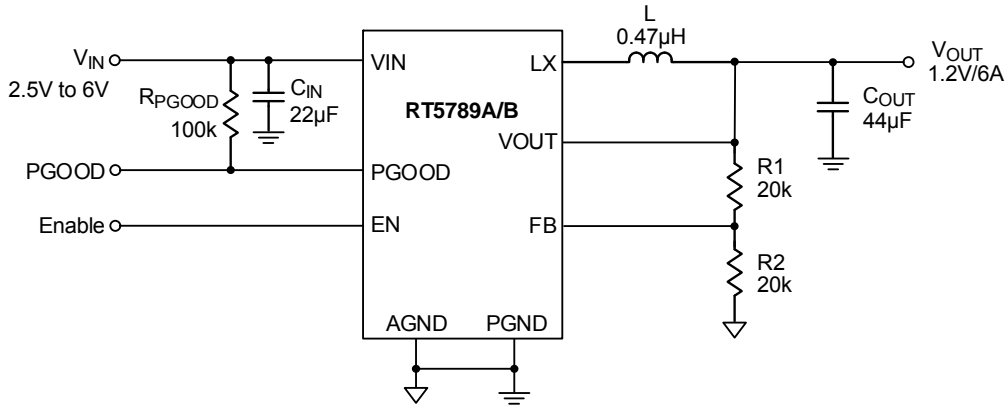 L
0.47µH
VIN
2.5V to 6V
RPGOOD
100k
CIN
22µF
VIN
LX
RT5789A/B
VOUT
1.2V/6A
COUT
44µF
VOUT
PGOOD
PGOOD
R1
20k
Enable
EN
FB
R2
20k
AGND
PGND